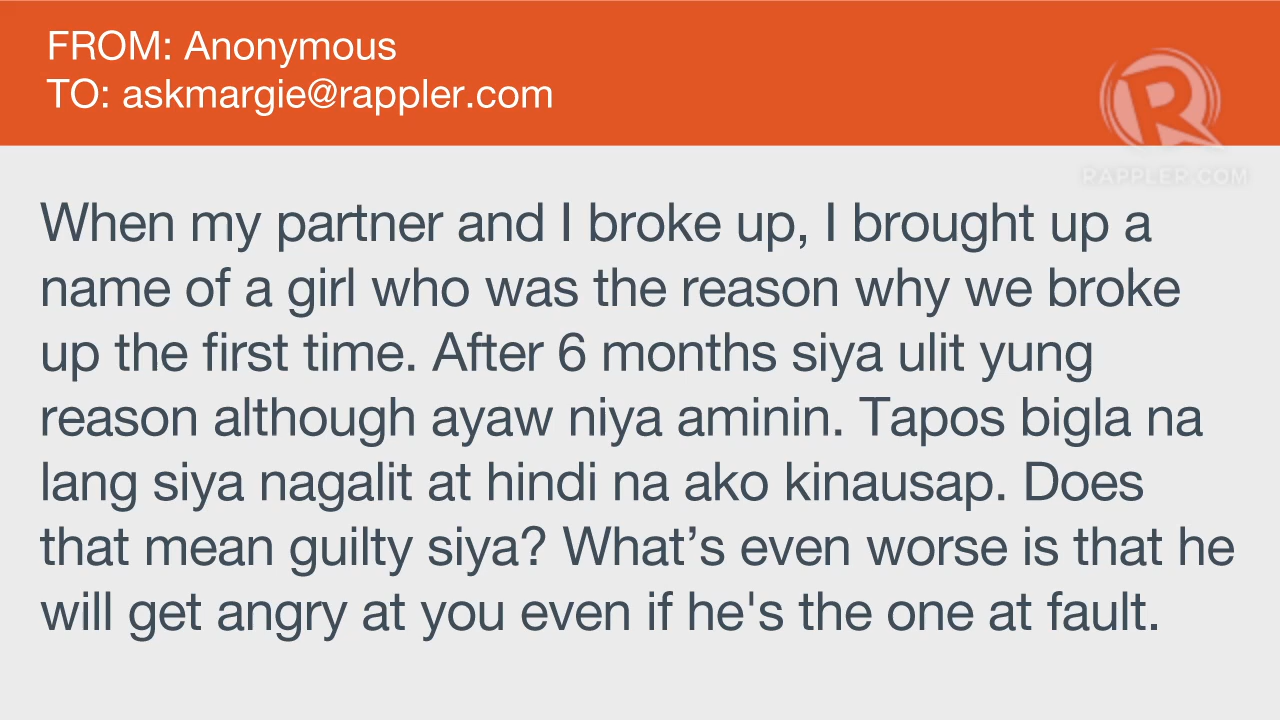 FROM: Anonymous
TO: askmargie@rappler.com
RAPPLER.COM
When my partner and I broke up, I brought up a
name of a girl who was the reason why we broke
up the first time. After 6 months siya ulit yung
reason although ayaw niya aminin. Tapos bigla na
lang siya nagalit at hindi na ako kinausap. Does
that mean guilty siya? What’s even worse is that he
will get angry at you even if he's the one at fault.